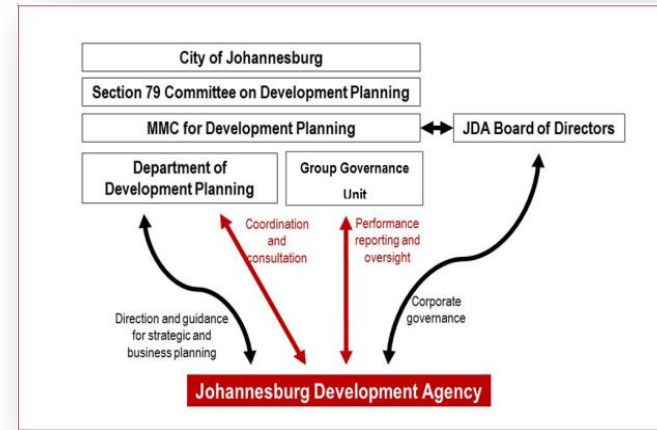 City of Johannesburg
Section 79 Committee on Development Planning
MMC for Development Planning
JDA Board of Directors
Department of
Development Planning
Group Governance
Unit
Coordination
and
consultation
Performance
reporting and
oversight
Direction and guidance
for strategic and
business planning
Corporate
governance
Johannesburg Development Agency